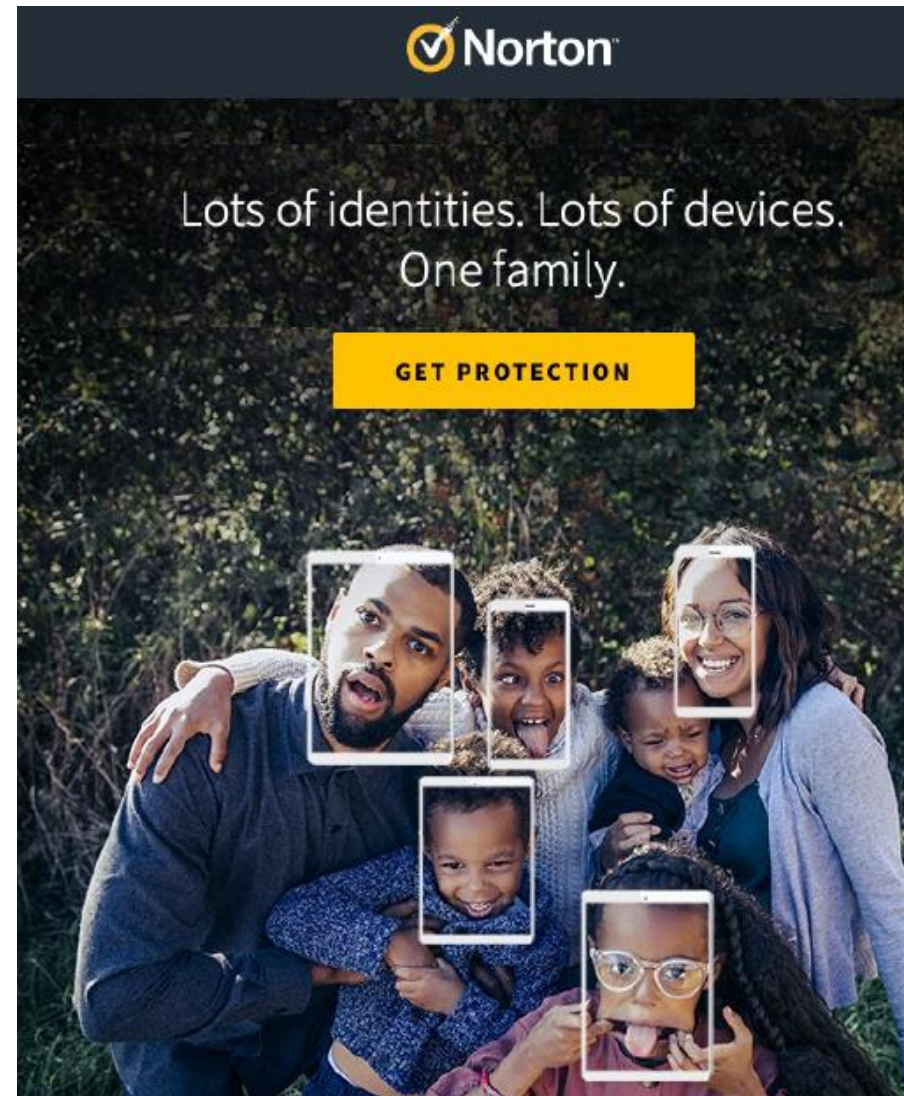 Norton
Lots of identities. Lots of devices.
One family.
GET PROTECTION